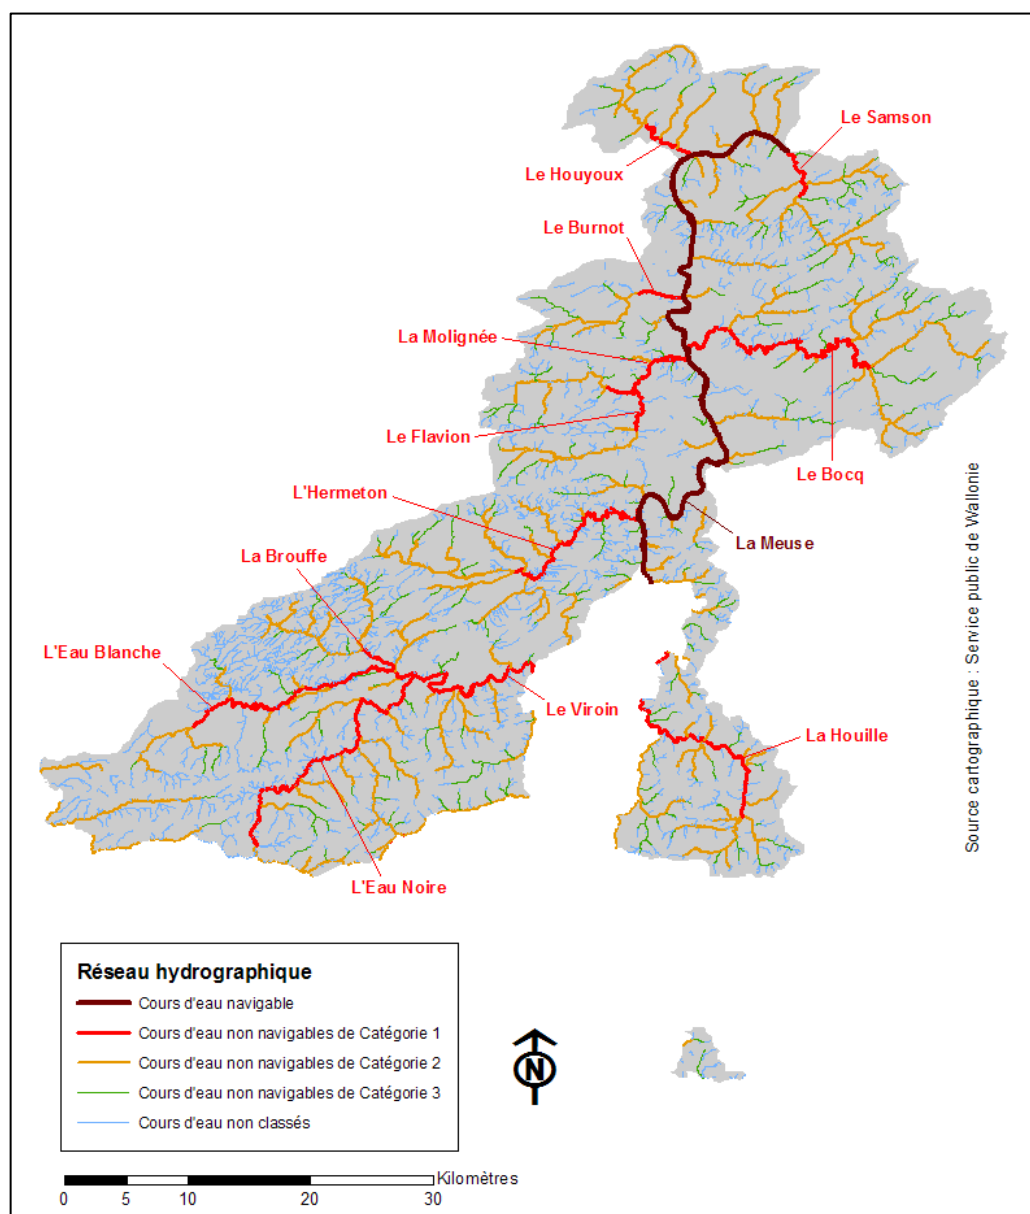 Le Samson
Le Houyoux
Le Burnot
La Molignée
Le Flavion
Le Bocq
L'Hermeton
La Meuse
La Brouffe
L'Eau Blanche
Le Viroin
La Houille
L'Eau Noire
Source cartographique : Service public de Wallonie
Réseau hydrographique
Cours d'eau navigable
Cours d'eau non navigables de Catégorie 1
Cours d'eau non navigables de Catégorie 2
Cours d'eau non navigables de Catégorie 3
Cours d'eau non classés
N
Kilomètres
0 5 10 20 30